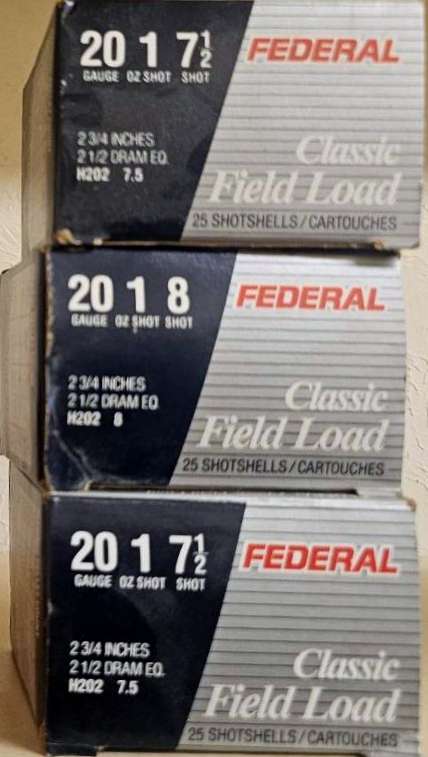 20 1 7½ FEDERAL
GAUGE OZ SHOT SHOT
2 3/4 INCHES
2 1/2 DRAM EQ.
H202 7.5
Classic
Field Load
25 SHOTSHELLS/CARTOUCHES
20 1 8 FEDERAL
GAUGE OZ SHOT SHOT
2 3/4 INCHES
2 1/2 DRAM EQ.
H202 8
Classic
Field Load
25 SHOTSHELLS/CARTOUCHES
20 1 7½ FEDERAL
GAUGE OZ SHOT SHOT
2 3/4 INCHES
2 1/2 DRAM EQ.
H202 7.5
Classic
Field Load
25 SHOTSHELLS/CARTOUCHES